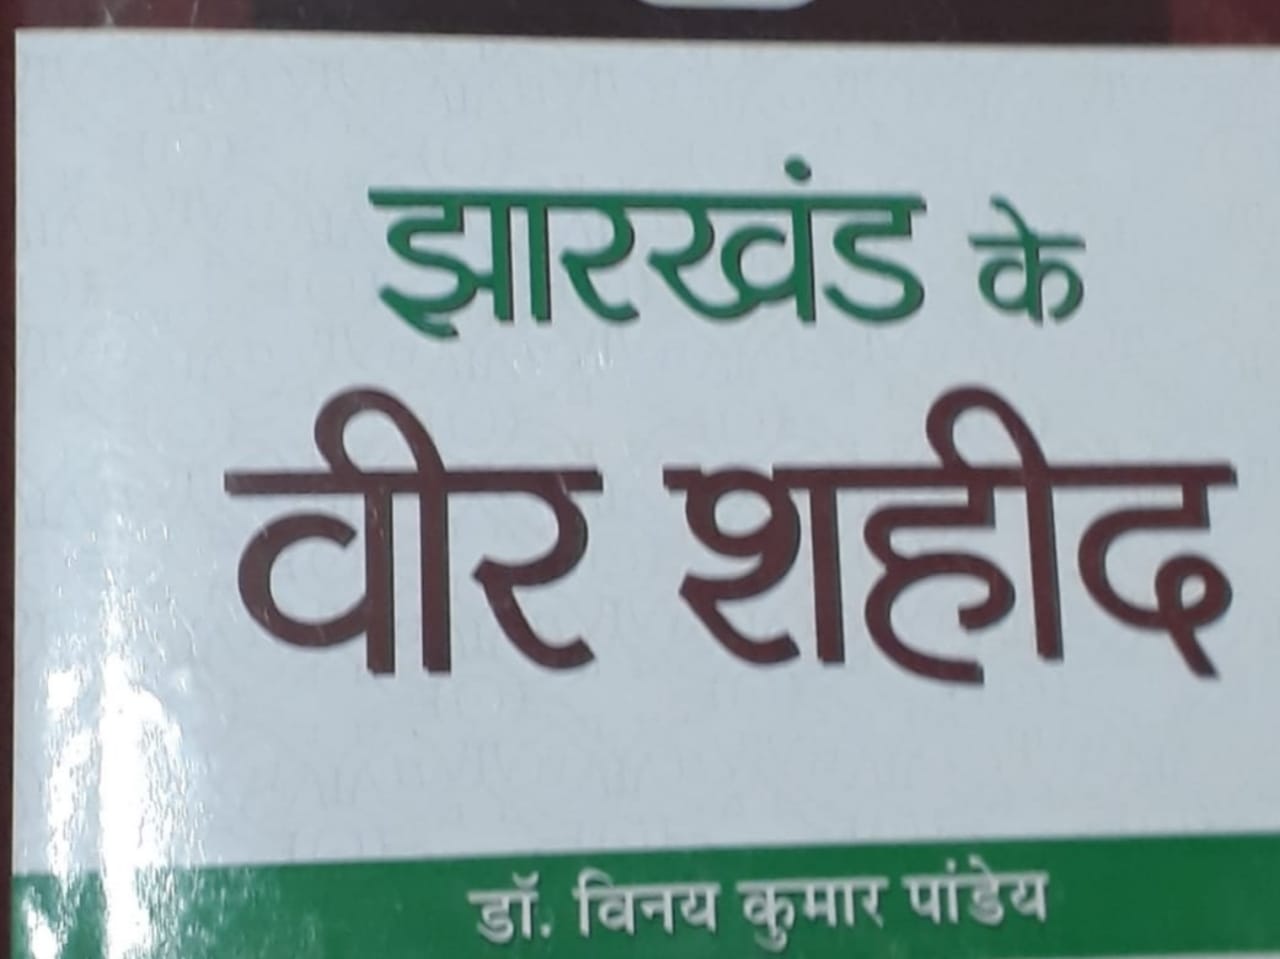 झारखंड के
वीर शहीद
डॉ. विनय कुमार पांडेय